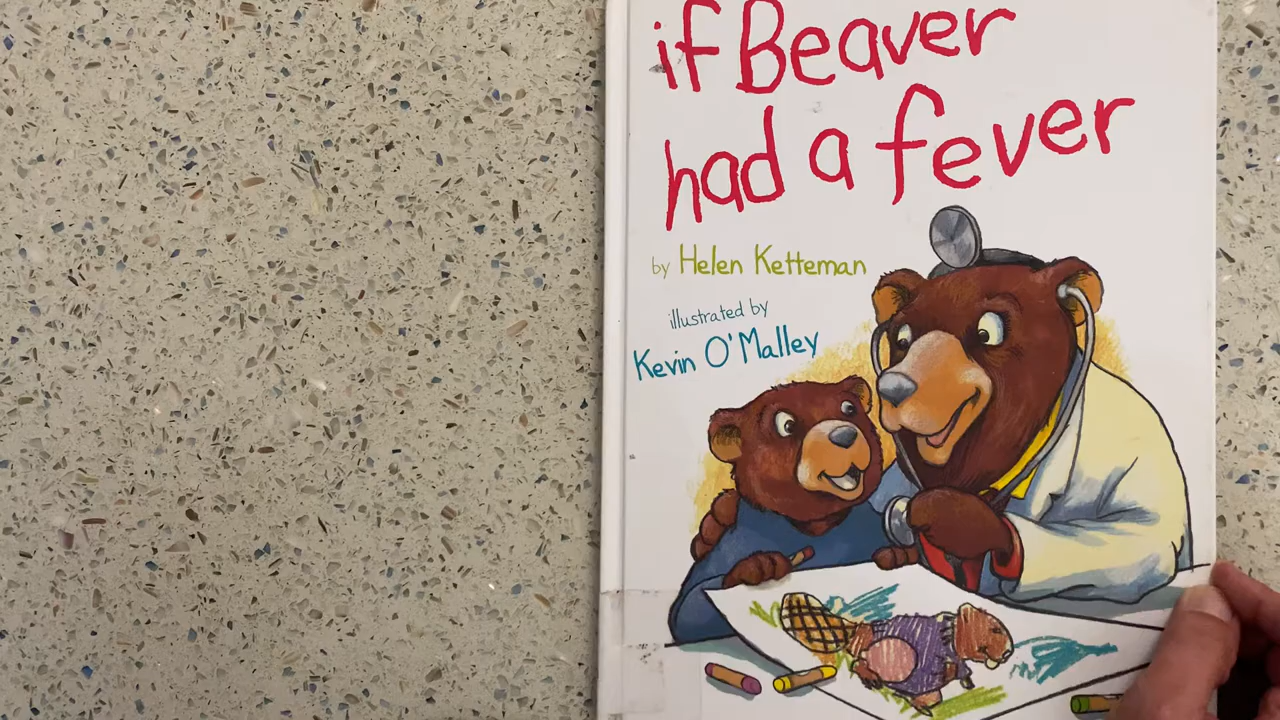 if Beaver
had a fever
by Helen Ketteman
illustrated by
Kevin O'Malley